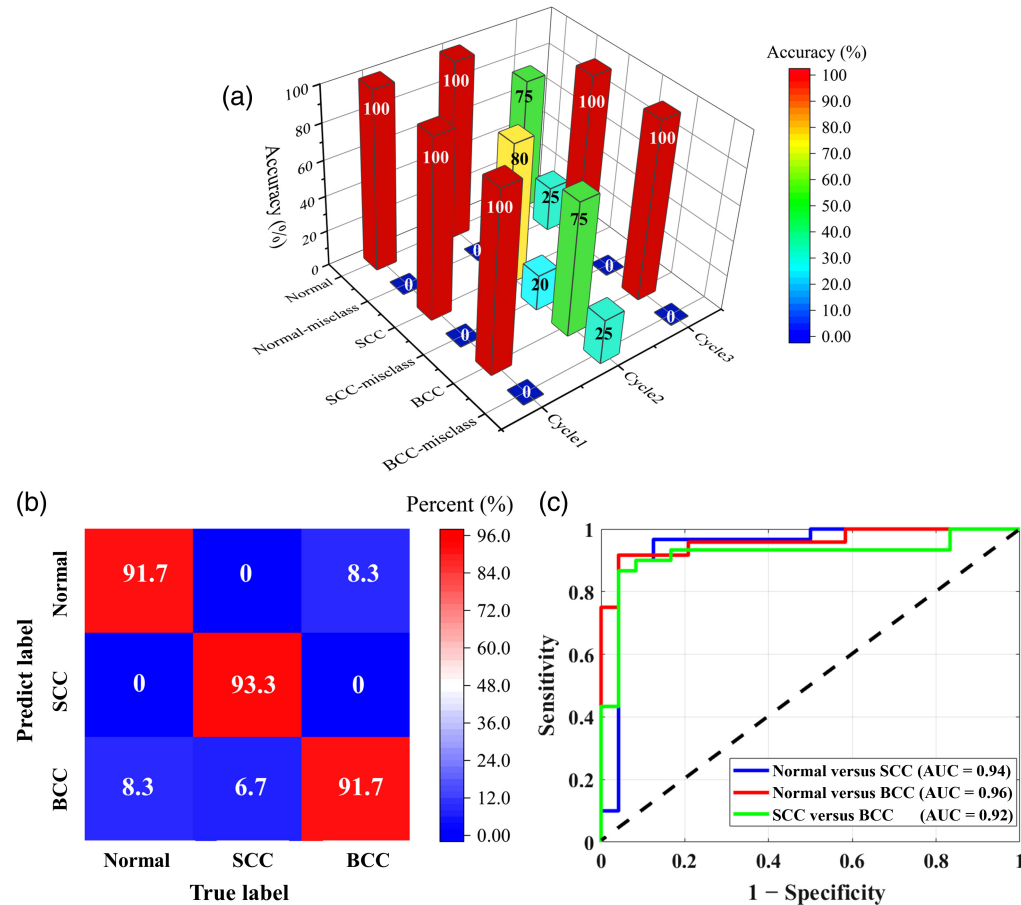 (a)
Accuracy (%)
100
80
60
40
20
0
Accuracy (%)
100
100
75
100
100
100
80
100
75
25
0
0
0
20
0
0
25
0
0
Normal
Normal-misclass
SCC
SCC-misclass
BCC
BCC-misclass
Cycle1
Cycle2
Cycle3
100
90.0
80.0
70.0
60.0
50.0
40.0
30.0
20.0
10.0
0.00
(b)
Percent (%)
Predict label
Normal
SCC
BCC
91.7 0 8.3
0 93.3 0
8.3 6.7 91.7
Normal SCC BCC
True label
96.0
84.0
72.0
60.0
48.0
36.0
24.0
12.0
0.00
(c)
Sensitivity
1
0.8
0.6
0.4
0.2
0
Normal versus SCC (AUC = 0.94)
Normal versus BCC (AUC = 0.96)
SCC versus BCC (AUC = 0.92)
0 0.2 0.4 0.6 0.8 1
1 − Specificity